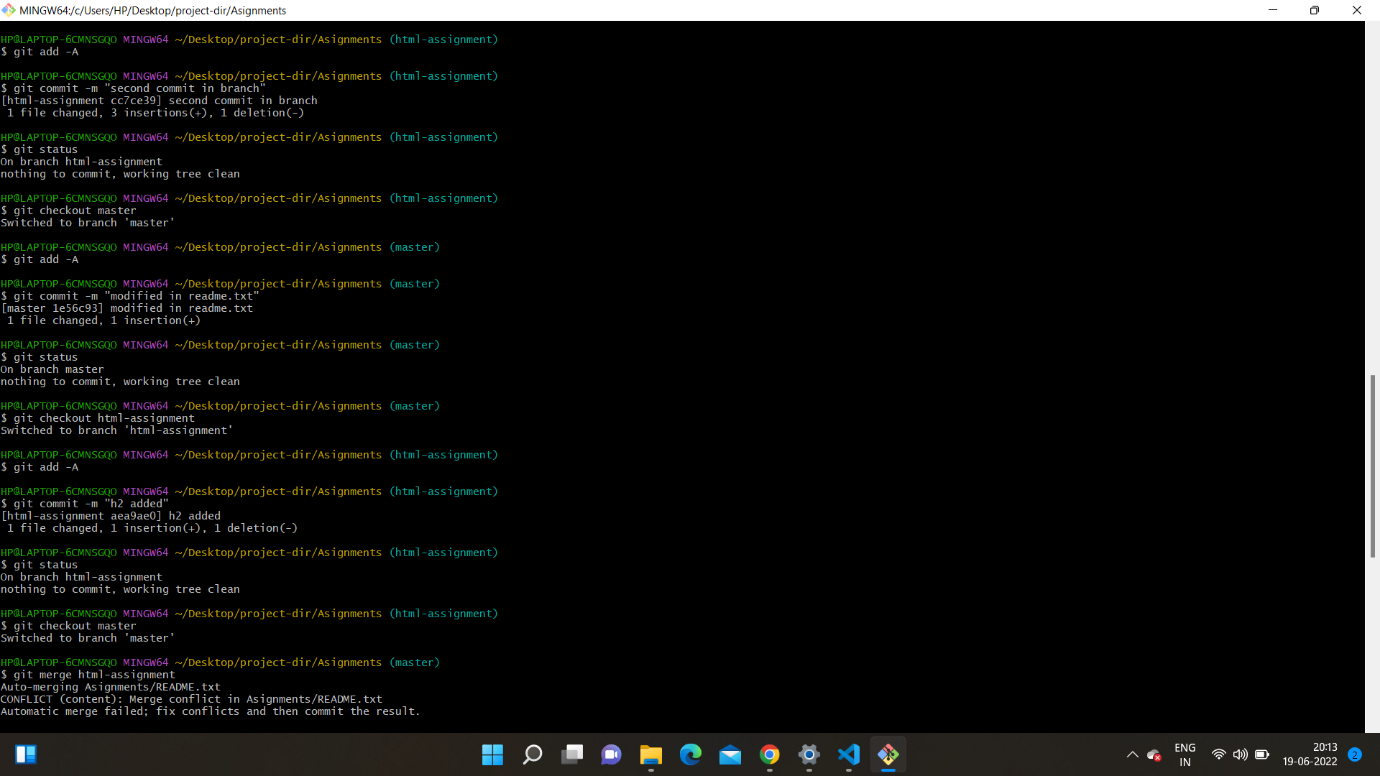 MINGW64:/c/Users/HP/Desktop/project-dir/Asignments
HP@LAPTOP-6CMNSGQO MINGW64 ~/Desktop/project-dir/Asignments (html-assignment)
$ git add -A
HP@LAPTOP-6CMNSGQO MINGW64 ~/Desktop/project-dir/Asignments (html-assignment)
$ git commit -m "second commit in branch"
[html-assignment cc7ce39] second commit in branch
1 file changed, 3 insertions(+), 1 deletion(-)
HP@LAPTOP-6CMNSGQO MINGW64 ~/Desktop/project-dir/Asignments (html-assignment)
$ git status
On branch html-assignment
nothing to commit, working tree clean
HP@LAPTOP-6CMNSGQO MINGW64 ~/Desktop/project-dir/Asignments (html-assignment)
$ git checkout master
Switched to branch 'master'
HP@LAPTOP-6CMNSGQO MINGW64 ~/Desktop/project-dir/Asignments (master)
$ git add -A
HP@LAPTOP-6CMNSGQO MINGW64 ~/Desktop/project-dir/Asignments (master)
$ git commit -m "modified in readme.txt"
[master 1e56c93] modified in readme.txt
1 file changed, 1 insertion(+)
HP@LAPTOP-6CMNSGQO MINGW64 ~/Desktop/project-dir/Asignments (master)
$ git status
On branch master
nothing to commit, working tree clean
HP@LAPTOP-6CMNSGQO MINGW64 ~/Desktop/project-dir/Asignments (master)
$ git checkout html-assignment
Switched to branch 'html-assignment'
HP@LAPTOP-6CMNSGQO MINGW64 ~/Desktop/project-dir/Asignments (html-assignment)
$ git add -A
HP@LAPTOP-6CMNSGQO MINGW64 ~/Desktop/project-dir/Asignments (html-assignment)
$ git commit -m "h2 added"
[html-assignment aea9ae0] h2 added
1 file changed, 1 insertion(+), 1 deletion(-)
HP@LAPTOP-6CMNSGQO MINGW64 ~/Desktop/project-dir/Asignments (html-assignment)
$ git status
On branch html-assignment
nothing to commit, working tree clean
HP@LAPTOP-6CMNSGQO MINGW64 ~/Desktop/project-dir/Asignments (html-assignment)
$ git checkout master
Switched to branch 'master'
HP@LAPTOP-6CMNSGQO MINGW64 ~/Desktop/project-dir/Asignments (master)
$ git merge html-assignment
Auto-merging Asignments/README.txt
CONFLICT (content): Merge conflict in Asignments/README.txt
Automatic merge failed; fix conflicts and then commit the result.
ENG
IN
20:13
19-06-2022
2